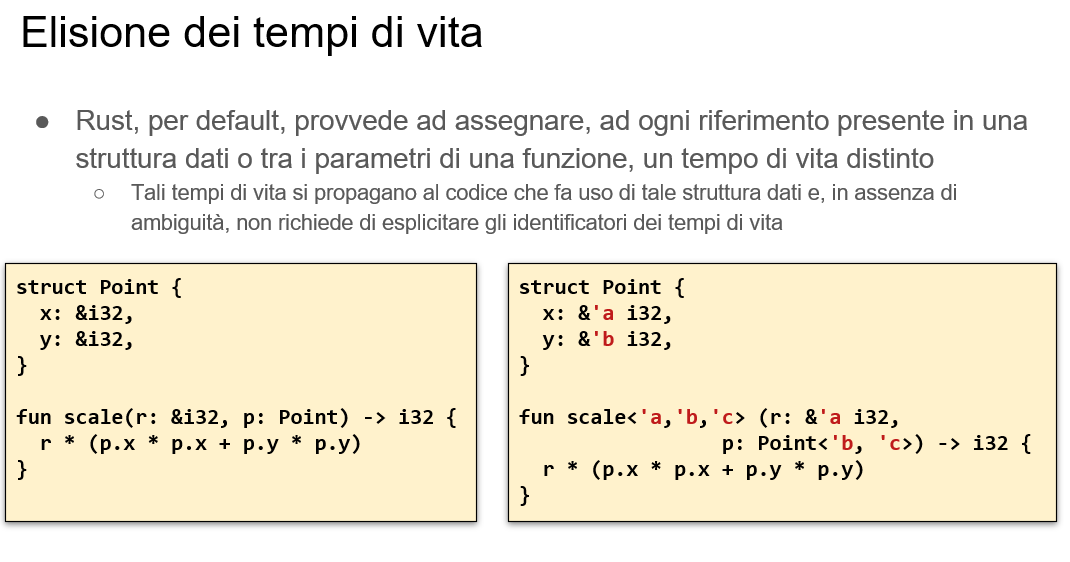 Elisione dei tempi di vita
● Rust, per default, provvede ad assegnare, ad ogni riferimento presente in una
struttura dati o tra i parametri di una funzione, un tempo di vita distinto
○ Tali tempi di vita si propagano al codice che fa uso di tale struttura dati e, in assenza di
ambiguità, non richiede di esplicitare gli identificatori dei tempi di vita
struct Point {
  x: &i32,
  y: &i32,
}
fun scale(r: &i32, p: Point) -> i32 {
  r * (p.x * p.x + p.y * p.y)
}
struct Point {
  x: &'a i32,
  y: &'b i32,
}
fun scale<'a,'b,'c> (r: &'a i32,
                 p: Point<'b, 'c>) -> i32 {
  r * (p.x * p.x + p.y * p.y)
}